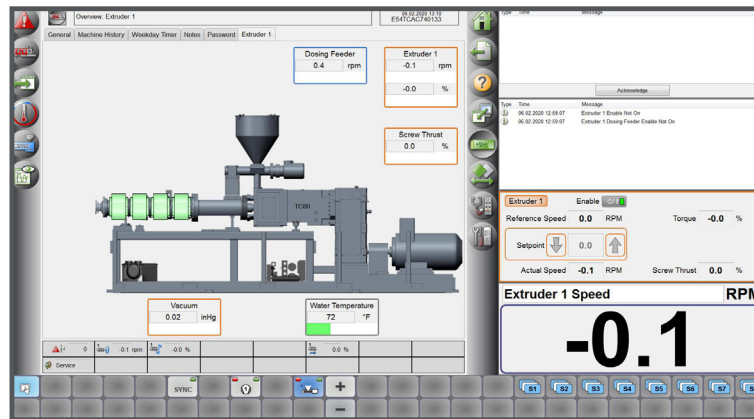 Overview. Extruder 1
06.02.2020 13:10
E54TCAC740133
General Machine History Weekday Timer Notes Password Extruder 1
Dosing Feeder
0.4 rpm
Extruder 1
-0.1 rpm
-0.0 %
Screw Thrust
0.0 %
TC80
Vacuum
0.02 inHg
Water Temperature
72 °F
0 -0.1 rpm -0.0 % 0.0 %
Service
Type Time Message
Acknowledge
Type Time Message
06.02.2020 12:59:07 Extruder 1 Enable Not On
06.02.2020 12:59:07 Extruder 1 Dosing Feeder Enable Not On
Extruder 1 Enable OFF
Reference Speed 0.0 RPM Torque -0.0 %
Setpoint 0.0
Actual Speed -0.1 RPM Screw Thrust 0.0 %
Extruder 1 Speed RPM
-0.1
SYNC + S1 S2 S3 S4 S5 S6 S7
−